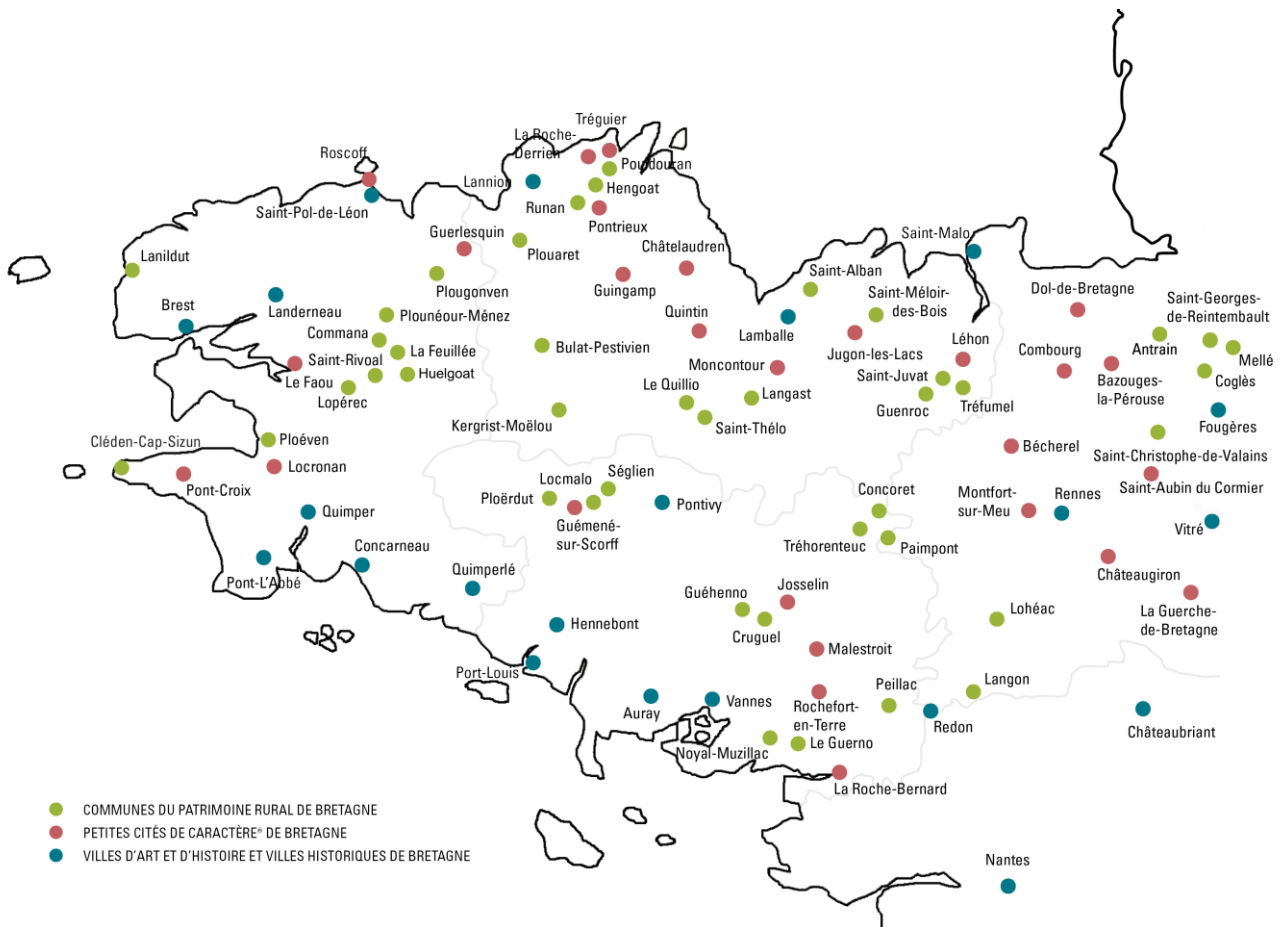 Tréguier
La Roche-
Derrien
Roscoff
Pouldouran
Lannion
Hengoat
Saint-Pol-de-Léon
Runan
Pontrieux
Guerlesquin
Saint-Malo
Plouaret
Châtelaudren
Lanildut
Saint-Alban
Plougonven
Guingamp
Dol-de-Bretagne
Saint-Méloir-
des-Bois
Saint-Georges-
de-Reintembault
Brest
Landerneau
Plounéour-Ménez
Quintin
Lamballe
Commana
Léhon
Antrain
La Feuillée
Bulat-Pestivien
Jugon-les-Lacs
Combourg
Mellé
Saint-Rivoal
Moncontour
Huelgoat
Saint-Juvat
Bazouges-
la-Pérouse
Coglès
Le Faou
Le Quillio
Langast
Lopérec
Guenroc
Tréfumel
Kergrist-Moëlou
Saint-Thélo
Fougères
Cléden-Cap-Sizun
Ploéven
Bécherel
Saint-Christophe-de-Valains
Locronan
Séglien
Locmalo
Pont-Croix
Ploërdut
Concoret
Saint-Aubin du Cormier
Pontivy
Montfort-
sur-Meu
Rennes
Quimper
Guémené-
sur-Scorff
Vitré
Tréhorenteuc
Paimpont
Concarneau
Pont-L'Abbé
Quimperlé
Châteaugiron
Josselin
Guéhenno
La Guerche-
de-Bretagne
Lohéac
Hennebont
Cruguel
Malestroit
Port-Louis
Langon
Peillac
Vannes
Rochefort-
en-Terre
Auray
Redon
Châteaubriant
Le Guerno
Noyal-Muzillac
La Roche-Bernard
COMMUNES DU PATRIMOINE RURAL DE BRETAGNE
PETITES CITÉS DE CARACTÈRE® DE BRETAGNE
VILLES D'ART ET D'HISTOIRE ET VILLES HISTORIQUES DE BRETAGNE
Nantes